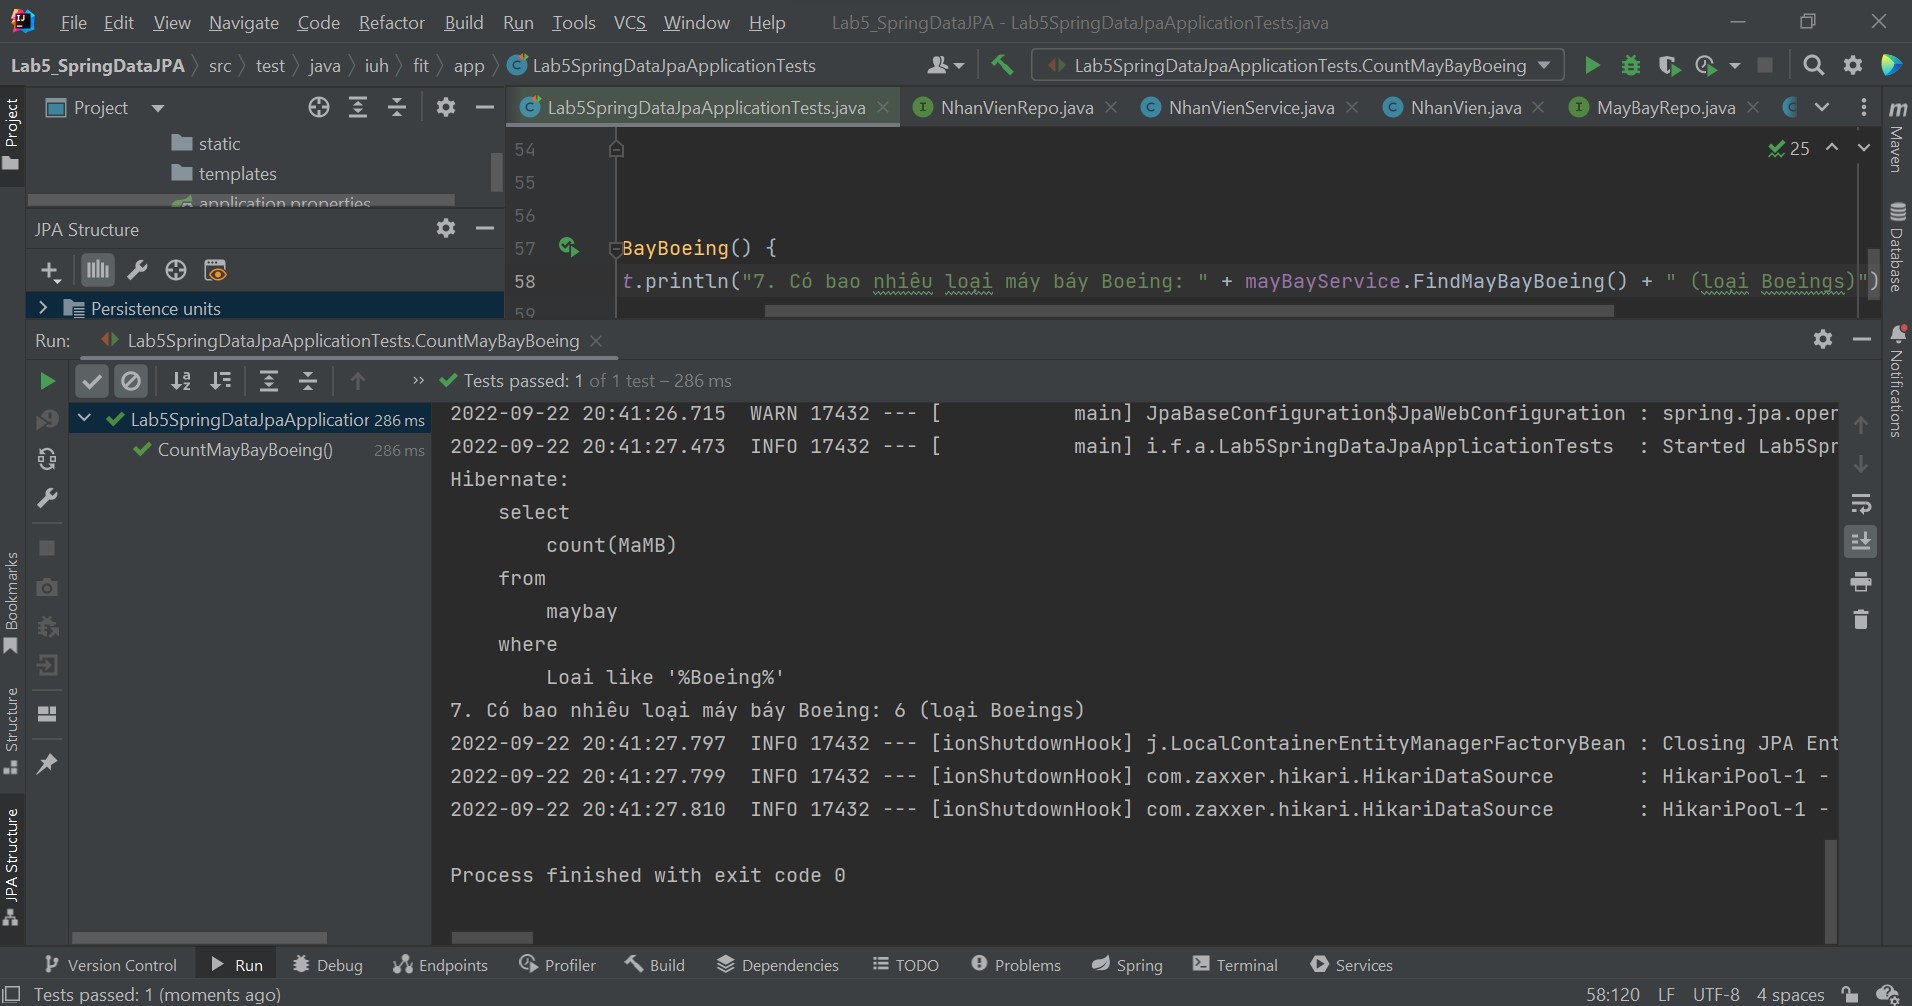 File Edit View Navigate Code Refactor Build Run Tools VCS Window Help Lab5_SpringDataJPA - Lab5SpringDataJpaApplicationTests.java
Lab5_SpringDataJPA src test java iuh fit app Lab5SpringDataJpaApplicationTests Lab5SpringDataJpaApplicationTests.CountMayBayBoeing
Project
Project
Lab5SpringDataJpaApplicationTests.java NhanVienRepo.java NhanVienService.java NhanVien.java MayBayRepo.java
Maven
Database
Notifications
static
templates
application.properties
JPA Structure
Persistence units
54 25
55
56
57 BayBoeing() {
58 t.println("7. Có bao nhiêu loại máy báy Boeing: " + mayBayService.FindMayBayBoeing() + " (loại Boeings)")
59
Run: Lab5SpringDataJpaApplicationTests.CountMayBayBoeing
Tests passed: 1 of 1 test – 286 ms
Lab5SpringDataJpaApplication 286 ms
CountMayBayBoeing() 286 ms
2022-09-22 20:41:26.715 WARN 17432 --- [ main] JpaBaseConfiguration$JpaWebConfiguration : spring.jpa.oper
2022-09-22 20:41:27.473 INFO 17432 --- [ main] i.f.a.Lab5SpringDataJpaApplicationTests : Started Lab5Spr
Hibernate:
select
count(MaMB)
from
maybay
where
Loai like '%Boeing%'
7. Có bao nhiêu loại máy báy Boeing: 6 (loại Boeings)
2022-09-22 20:41:27.797 INFO 17432 --- [ionShutdownHook] j.LocalContainerEntityManagerFactoryBean : Closing JPA Ent
2022-09-22 20:41:27.799 INFO 17432 --- [ionShutdownHook] com.zaxxer.hikari.HikariDataSource : HikariPool-1 -
2022-09-22 20:41:27.810 INFO 17432 --- [ionShutdownHook] com.zaxxer.hikari.HikariDataSource : HikariPool-1 -
Process finished with exit code 0
Bookmarks
Structure
JPA Structure
Version Control Run Debug Endpoints Profiler Build Dependencies TODO Problems Spring Terminal Services
Tests passed: 1 (moments ago) 58:120 LF UTF-8 4 spaces